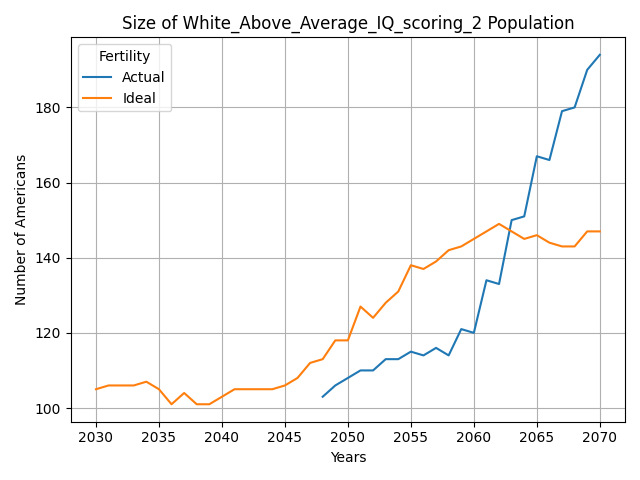 Size of White_Above_Average_IQ_scoring_2 Population
Fertility
Actual
Ideal
Number of Americans
180
160
140
120
100
2030 2035 2040 2045 2050 2055 2060 2065 2070
Years